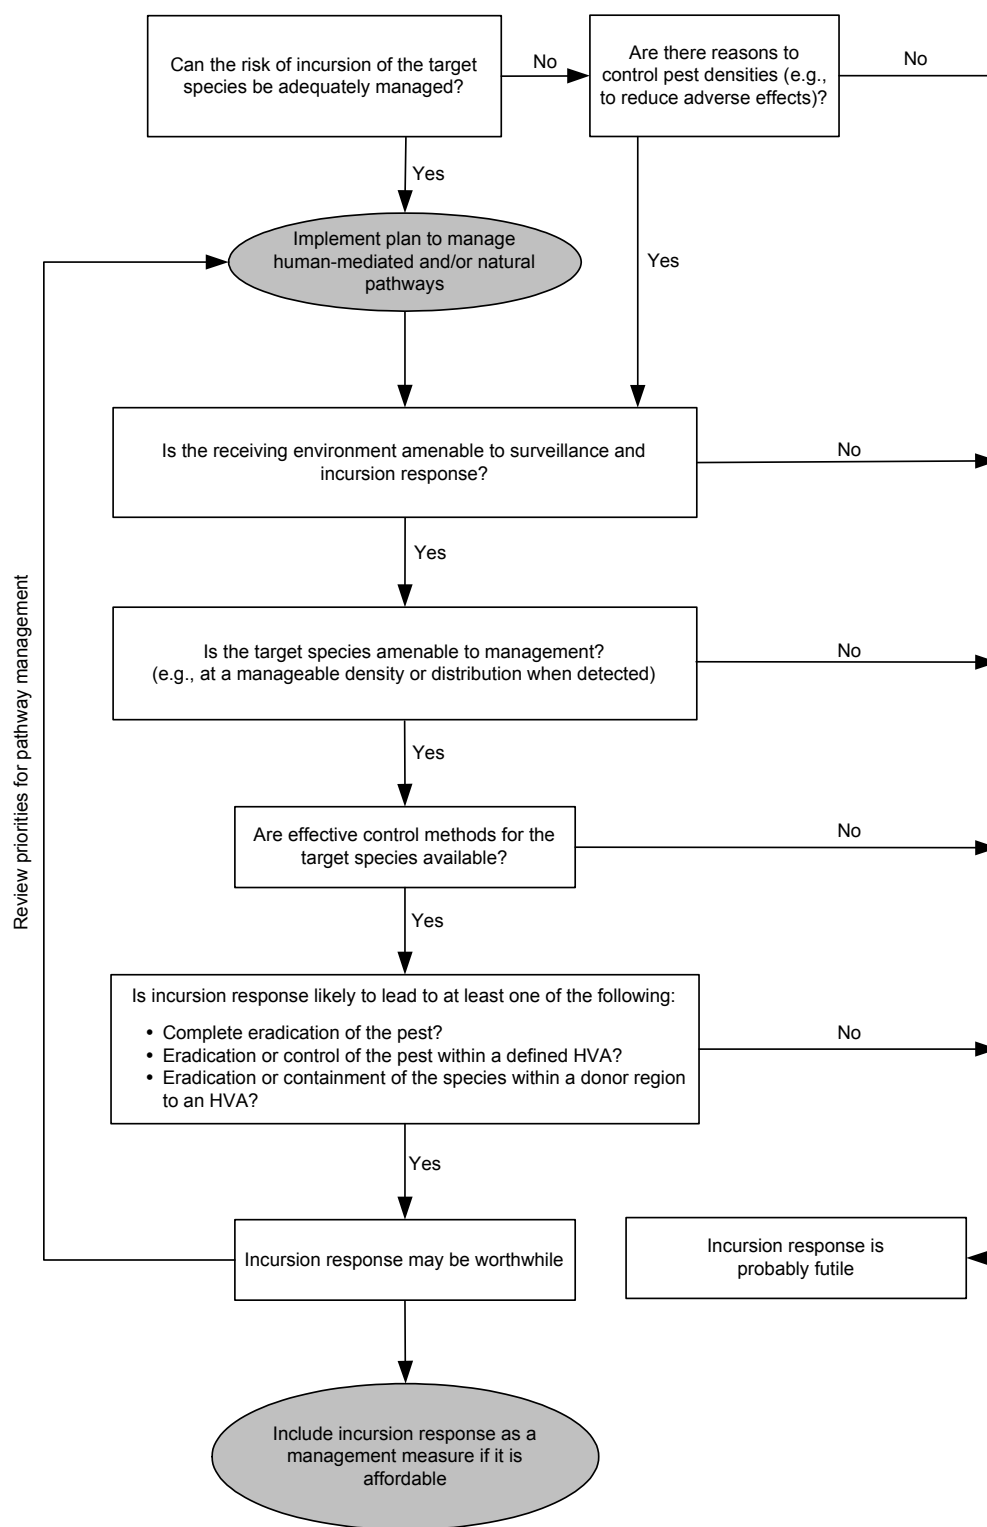 Can the risk of incursion of the target
species be adequately managed?
No
Are there reasons to
control pest densities (e.g.,
to reduce adverse effects)?
No
Yes
Implement plan to manage
human-mediated and/or natural
pathways
Yes
Is the receiving environment amenable to surveillance and
incursion response?
No
Yes
Is the target species amenable to management?
(e.g., at a manageable density or distribution when detected)
No
Yes
Are effective control methods for the
target species available?
No
Yes
Is incursion response likely to lead to at least one of the following:
• Complete eradication of the pest?
• Eradication or control of the pest within a defined HVA?
• Eradication or containment of the species within a donor region
to an HVA?
No
Yes
Incursion response may be worthwhile
Incursion response is
probably futile
Include incursion response as a
management measure if it is
affordable
Review priorities for pathway management